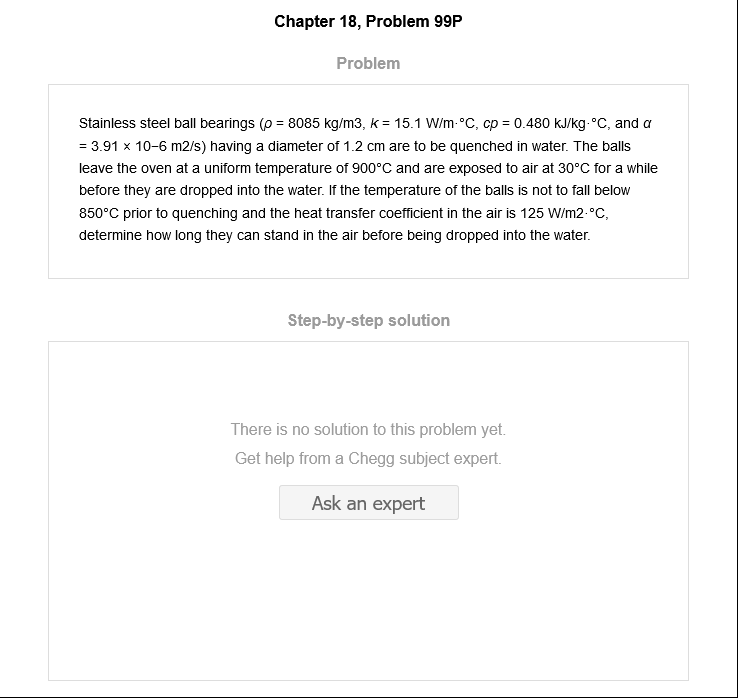 Chapter 18, Problem 99P
Problem
Stainless steel ball bearings (ρ = 8085 kg/m3, k = 15.1 W/m·°C, cp = 0.480 kJ/kg·°C, and α
= 3.91 × 10–6 m2/s) having a diameter of 1.2 cm are to be quenched in water. The balls
leave the oven at a uniform temperature of 900°C and are exposed to air at 30°C for a while
before they are dropped into the water. If the temperature of the balls is not to fall below
850°C prior to quenching and the heat transfer coefficient in the air is 125 W/m2·°C,
determine how long they can stand in the air before being dropped into the water.
Step-by-step solution
There is no solution to this problem yet.
Get help from a Chegg subject expert.
Ask an expert